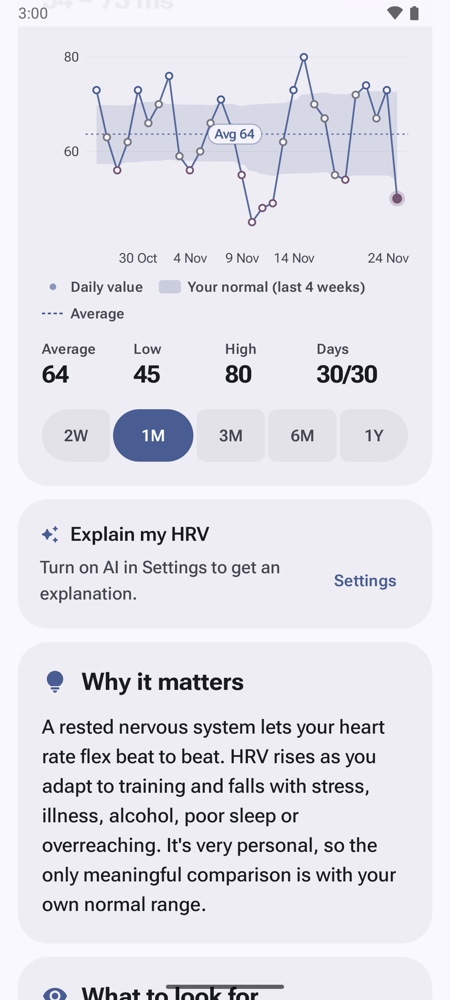 3:00
80
60
Avg 64
30 Oct 4 Nov 9 Nov 14 Nov 24 Nov
Daily value Your normal (last 4 weeks)
Average
Average Low High Days
64 45 80 30/30
2W 1M 3M 6M 1Y
Explain my HRV
Turn on AI in Settings to get an
explanation.
Settings
Why it matters
A rested nervous system lets your heart
rate flex beat to beat. HRV rises as you
adapt to training and falls with stress,
illness, alcohol, poor sleep or
overreaching. It's very personal, so the
only meaningful comparison is with your
own normal range.
What to look for